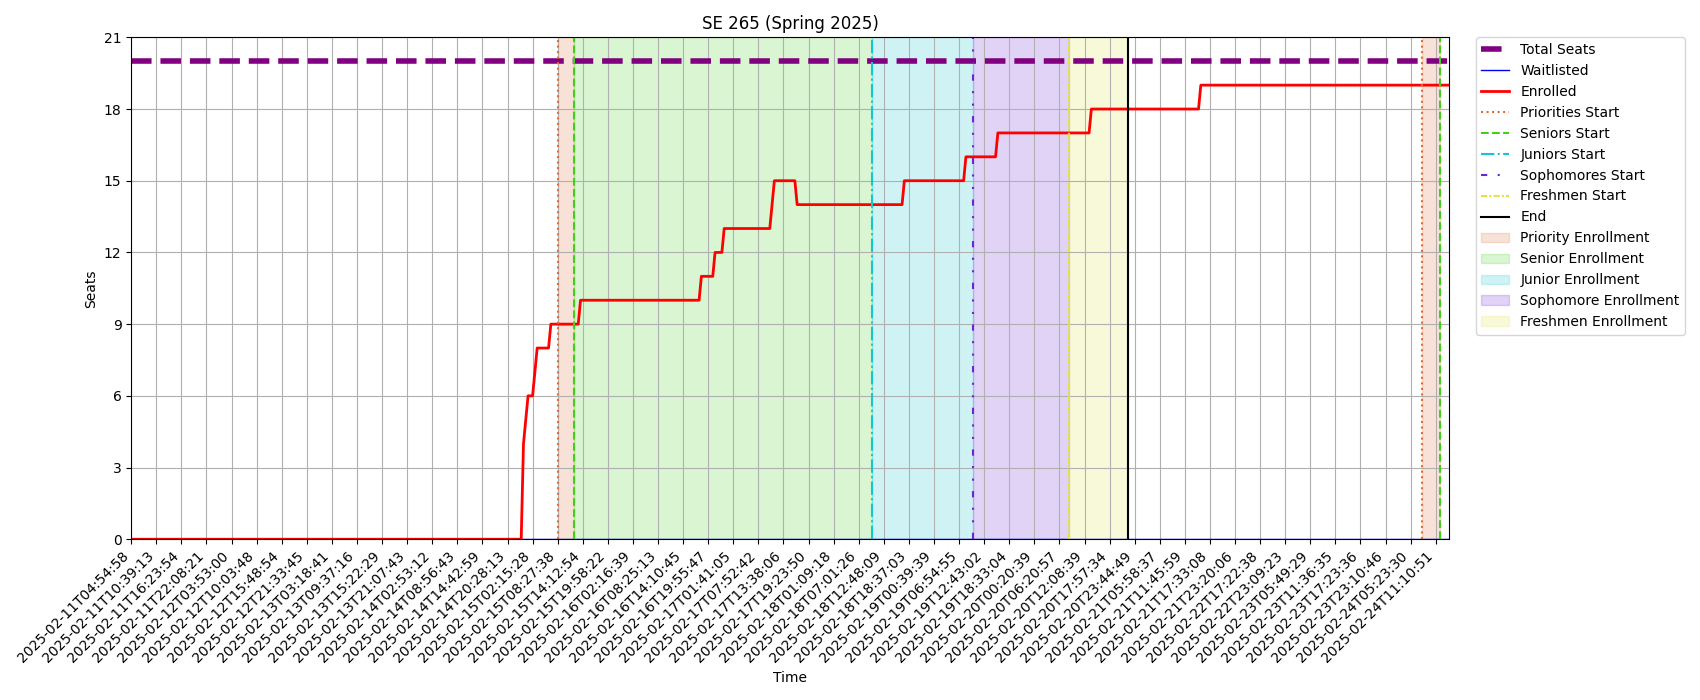 SE 265 (Spring 2025)
21
18
15
12
9
6
3
0
Seats
2025-02-11T04:54:58
2025-02-11T10:39:13
2025-02-11T16:23:54
2025-02-11T22:08:21
2025-02-12T03:53:00
2025-02-12T10:03:48
2025-02-12T15:48:54
2025-02-12T21:33:45
2025-02-13T03:18:41
2025-02-13T09:37:16
2025-02-13T15:22:29
2025-02-13T21:07:43
2025-02-14T02:53:12
2025-02-14T08:56:43
2025-02-14T14:42:59
2025-02-14T20:28:13
2025-02-15T02:15:28
2025-02-15T08:27:38
2025-02-15T14:12:54
2025-02-15T19:58:22
2025-02-16T02:16:39
2025-02-16T08:25:13
2025-02-16T14:10:45
2025-02-16T19:55:47
2025-02-17T01:41:05
2025-02-17T07:52:42
2025-02-17T13:38:06
2025-02-17T19:23:50
2025-02-18T01:09:18
2025-02-18T07:01:26
2025-02-18T12:48:09
2025-02-18T18:37:03
2025-02-19T00:39:39
2025-02-19T06:54:55
2025-02-19T12:43:02
2025-02-19T18:33:04
2025-02-20T00:20:39
2025-02-20T06:20:57
2025-02-20T12:08:39
2025-02-20T17:57:34
2025-02-20T23:44:49
2025-02-21T05:58:37
2025-02-21T11:45:59
2025-02-21T17:33:08
2025-02-21T23:20:06
2025-02-22T17:22:38
2025-02-22T23:09:23
2025-02-23T05:49:29
2025-02-23T11:36:35
2025-02-23T17:23:36
2025-02-23T23:10:46
2025-02-24T05:23:30
2025-02-24T11:10:51
Time
Total Seats
Waitlisted
Enrolled
Priorities Start
Seniors Start
Juniors Start
Sophomores Start
Freshmen Start
End
Priority Enrollment
Senior Enrollment
Junior Enrollment
Sophomore Enrollment
Freshmen Enrollment